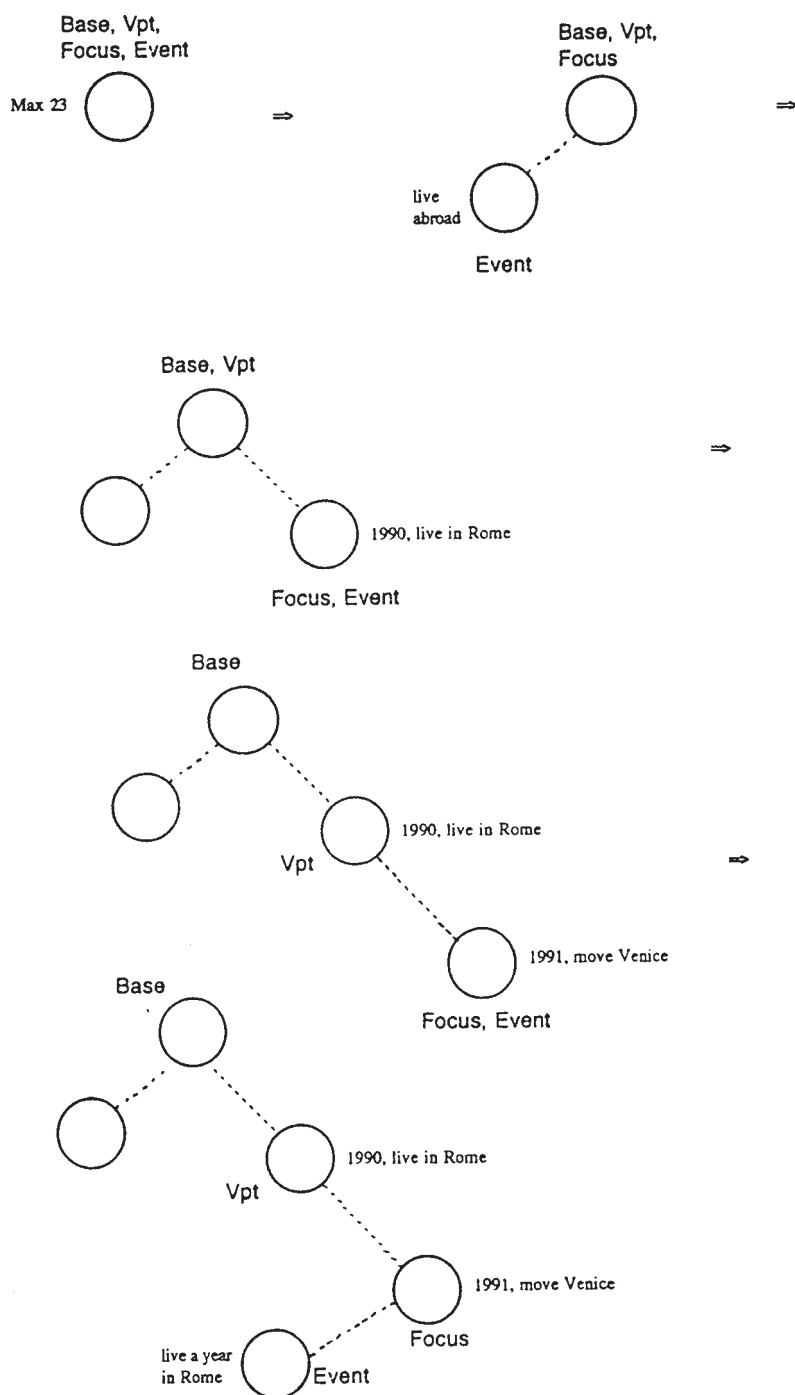 Base, Vpt,
Focus, Event
Max 23
⇒
Base, Vpt,
Focus
⇒
live
abroad
Event
Base, Vpt
⇒
1990, live in Rome
Focus, Event
Base
1990, live in Rome
Vpt
⇒
1991, move Venice
Focus, Event
Base
1990, live in Rome
Vpt
1991, move Venice
Focus
live a year
in Rome
Event